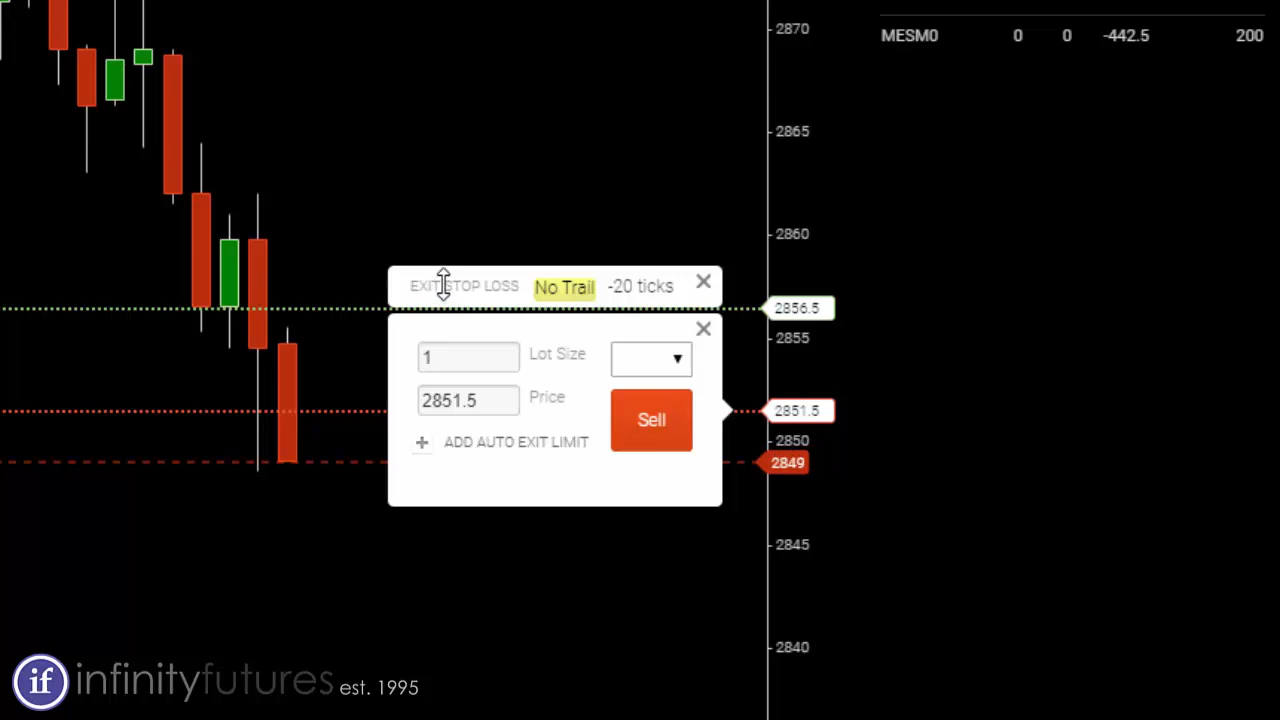 2870
MESM0 0 0 -442.5 200
2865
2860
EXIT STOP LOSS No Trail -20 ticks
2856.5
2855
1 Lot Size
2851.5 Price
Sell
2851.5
+ ADD AUTO EXIT LIMIT
2850
2849
2845
2840
if infinityfutures est. 1995